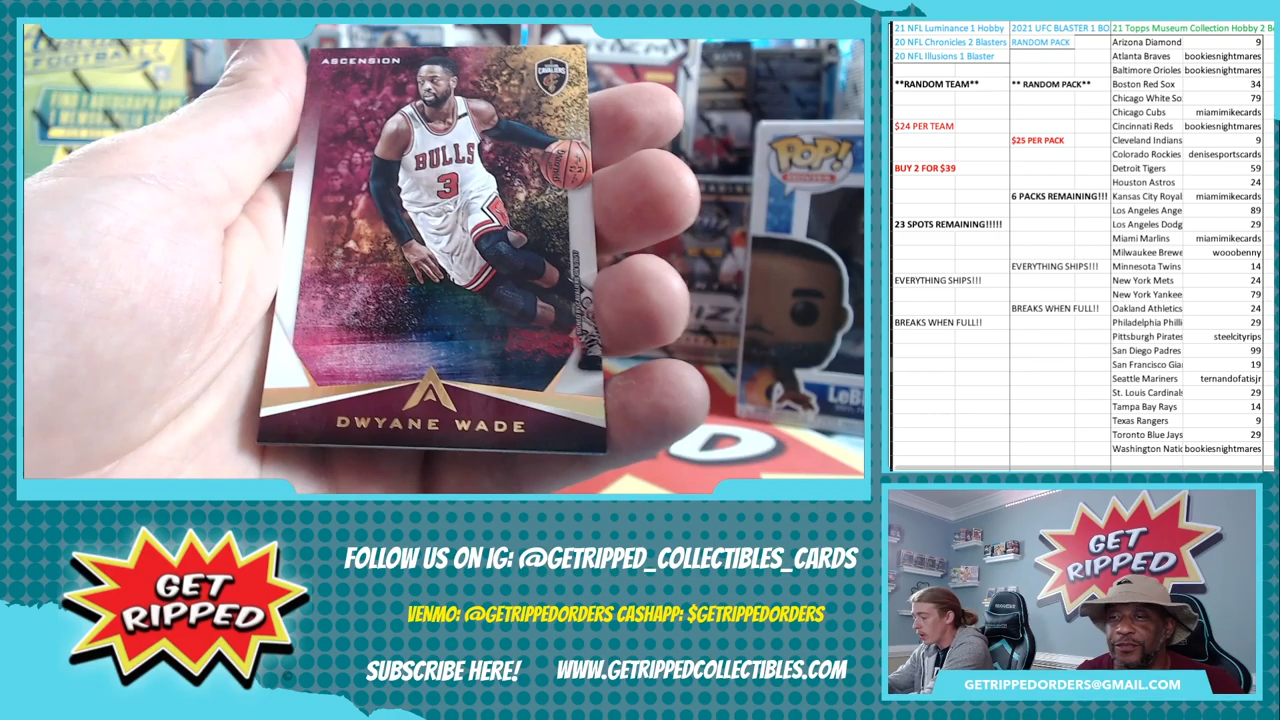 ASCENSION
CAVALIERS
BULLS
3
DWYANE WADE
POP!
LeB
21 NFL Luminance 1 Hobby
2021 UFC BLASTER 1 BO
21 Topps Museum Collection Hobby 2 B
20 NFL Chronicles 2 Blasters
RANDOM PACK
20 NFL Illusions 1 Blaster
**RANDOM TEAM**
** RANDOM PACK**
$24 PER TEAM
$25 PER PACK
BUY 2 FOR $39
6 PACKS REMAINING!!!
23 SPOTS REMAINING!!!!!
EVERYTHING SHIPS!!!
EVERYTHING SHIPS!!!
BREAKS WHEN FULL!!
BREAKS WHEN FULL!!
Arizona Diamond 9
Atlanta Braves bookiesnightmares
Baltimore Orioles bookiesnightmares
Boston Red Sox 34
Chicago White So 79
Chicago Cubs miamimikecards
Cincinnati Reds bookiesnightmares
Cleveland Indians 9
Colorado Rockies denisesportscards
Detroit Tigers 59
Houston Astros 24
Kansas City Royal miamimikecards
Los Angeles Ange 89
Los Angeles Dodg 29
Miami Marlins miamimikecards
Milwaukee Brewe wooobenny
Minnesota Twins 14
New York Mets 24
New York Yankee 79
Oakland Athletics 24
Philadelphia Philli 29
Pittsburgh Pirates steelcityrips
San Diego Padres 99
San Francisco Gia 19
Seattle Mariners ternandofatisjr
St. Louis Cardinals 29
Tampa Bay Rays 14
Texas Rangers 9
Toronto Blue Jays 29
Washington Natic bookiesnightmares
GET RIPPED
FOLLOW US ON IG: @GETRIPPED_COLLECTIBLES_CARDS
VENMO: @GETRIPPEDORDERS CASHAPP: $GETRIPPEDORDERS
SUBSCRIBE HERE! WWW.GETRIPPEDCOLLECTIBLES.COM
GET RIPPED
GETRIPPEDORDERS@GMAIL.COM